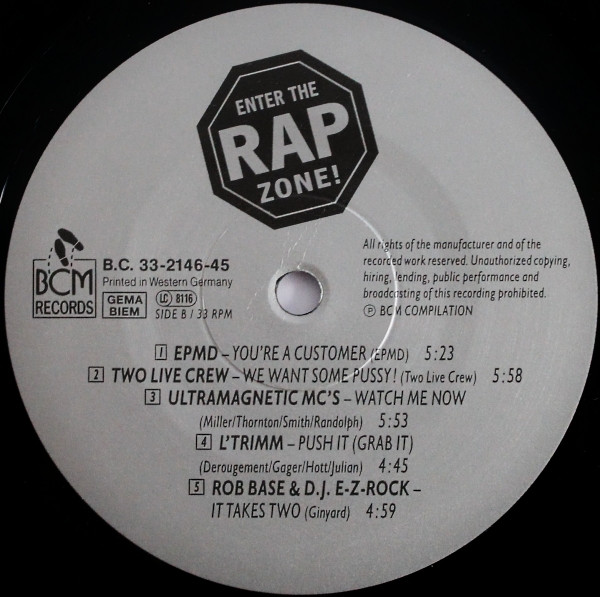 ENTER THE
RAP
ZONE!
BCM
RECORDS
B.C. 33-2146-45
Printed in Western Germany
GEMA
BIEM
LC 8116
SIDE B / 33 RPM
All rights of the manufacturer and of the
recorded work reserved. Unauthorized copying,
hiring, lending, public performance and
broadcasting of this recording prohibited.
℗ BCM COMPILATION
1 EPMD – YOU'RE A CUSTOMER (EPMD) 5:23
2 TWO LIVE CREW – WE WANT SOME PUSSY! (Two Live Crew) 5:58
3 ULTRAMAGNETIC MC'S – WATCH ME NOW
(Miller/Thornton/Smith/Randolph) 5:53
4 L'TRIMM – PUSH IT (GRAB IT)
(Derougement/Gager/Hott/Julian) 4:45
5 ROB BASE & D.J. E-Z-ROCK –
IT TAKES TWO (Ginyard) 4:59